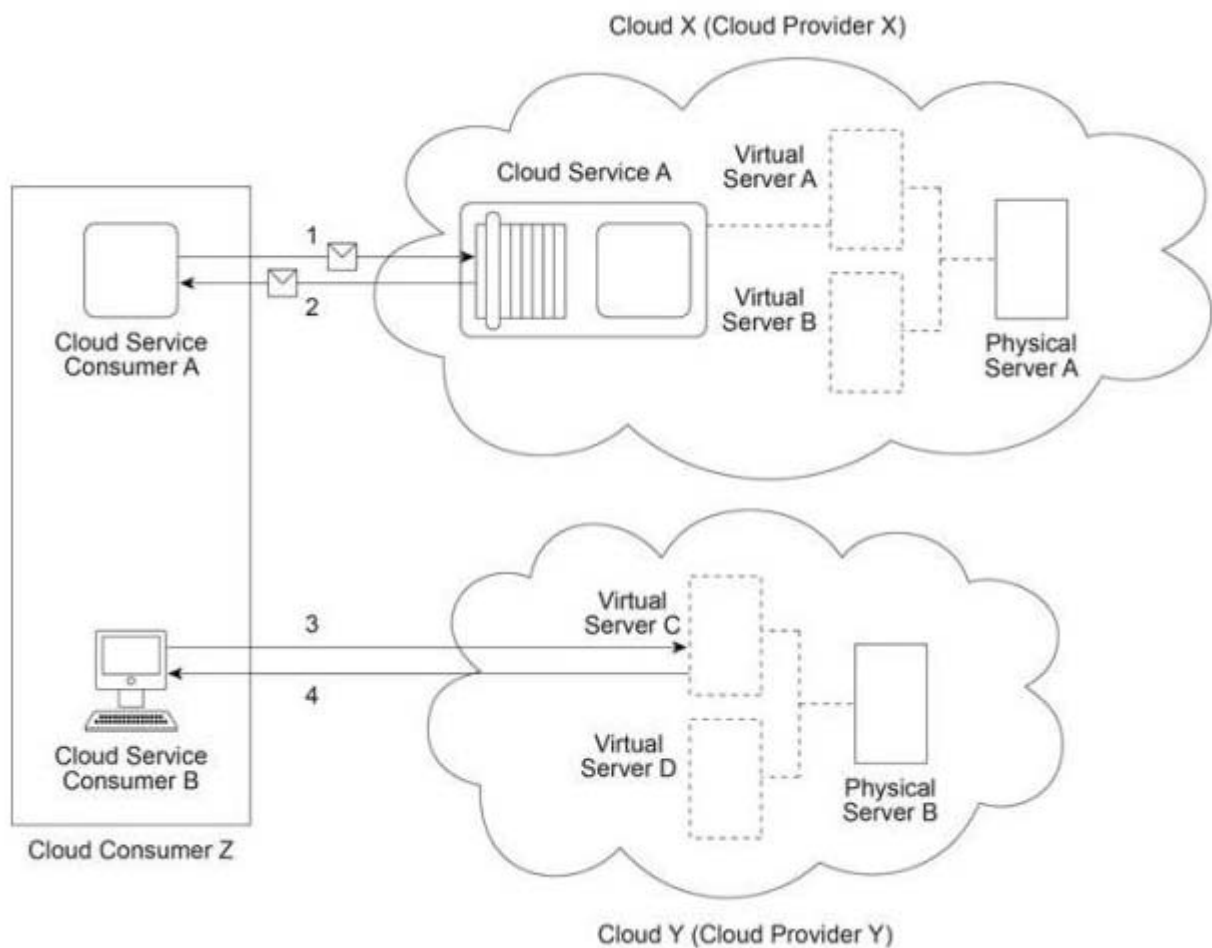 Cloud X (Cloud Provider X)
Cloud Service A
Virtual
Server A
1
2
Virtual
Server B
Cloud Service
Consumer A
Physical
Server A
3
Virtual
Server C
4
Virtual
Server D
Cloud Service
Consumer B
Physical
Server B
Cloud Consumer Z
Cloud Y (Cloud Provider Y)